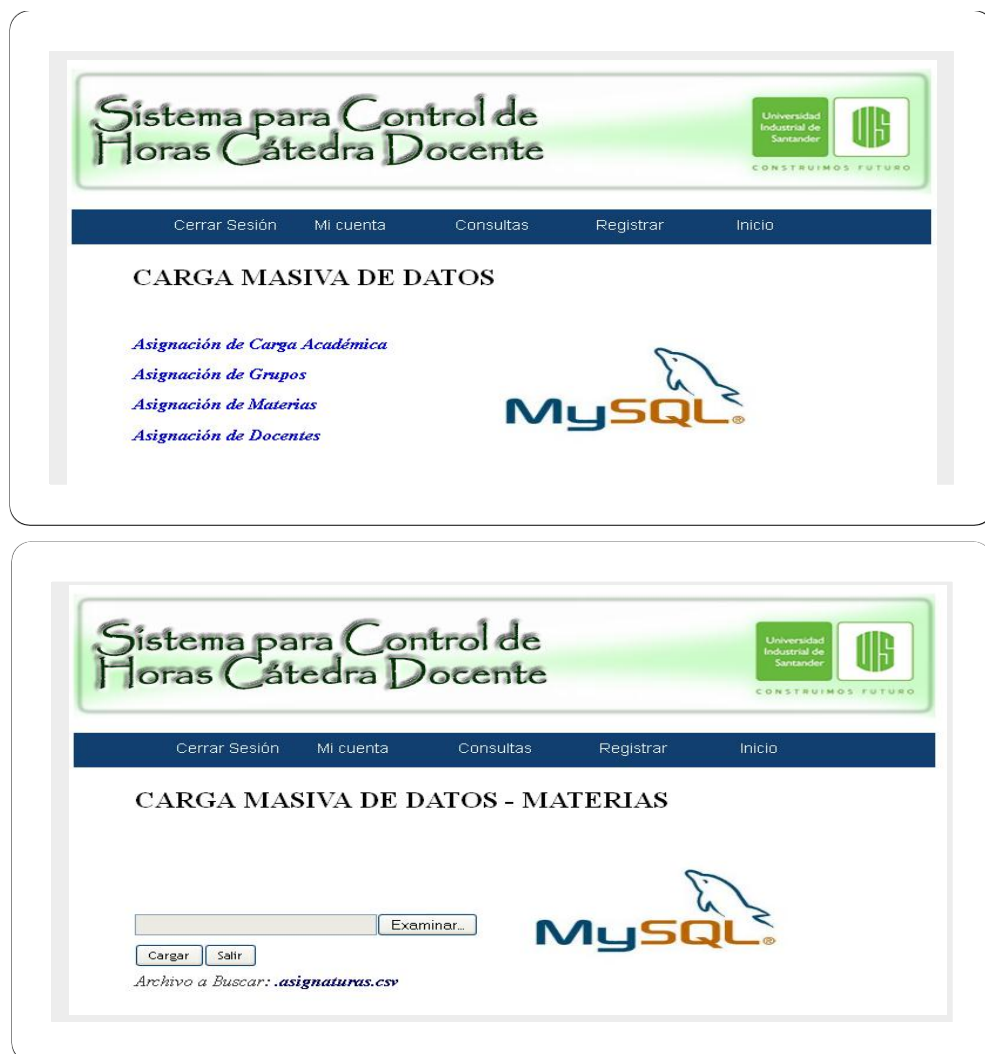 Sistema para Control de
Horas Cátedra Docente
Universidad
Industrial de
Santander
UIS
CONSTRUIMOS FUTURO
Cerrar Sesión Mi cuenta Consultas Registrar Inicio
CARGA MASIVA DE DATOS
Asignación de Carga Académica
Asignación de Grupos
Asignación de Materias
Asignación de Docentes
MySQL®
Sistema para Control de
Horas Cátedra Docente
Universidad
Industrial de
Santander
UIS
CONSTRUIMOS FUTURO
Cerrar Sesión Mi cuenta Consultas Registrar Inicio
CARGA MASIVA DE DATOS - MATERIAS
Examinar...
MySQL®
Cargar Salir
Archivo a Buscar: .asignaturas.csv